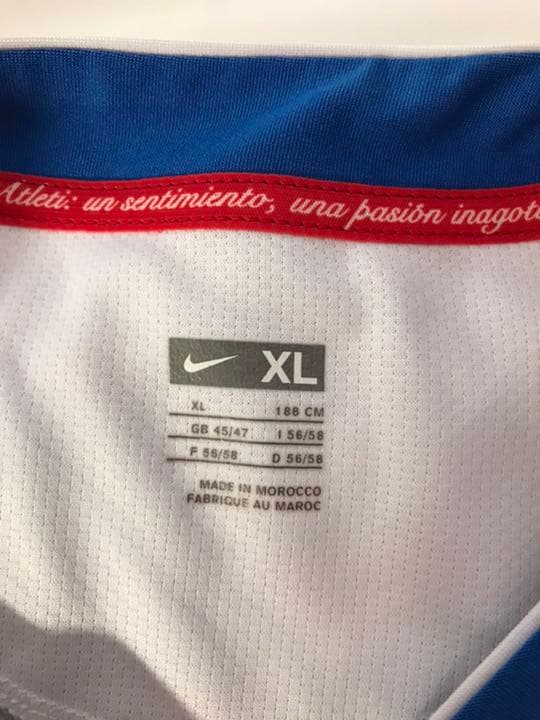 Atleti: un sentimiento, una pasión inagot
XL
XL 188 CM
GB 45/47 I 56/58
F 56/58 D 56/58
MADE IN MOROCCO
FABRIQUE AU MAROC